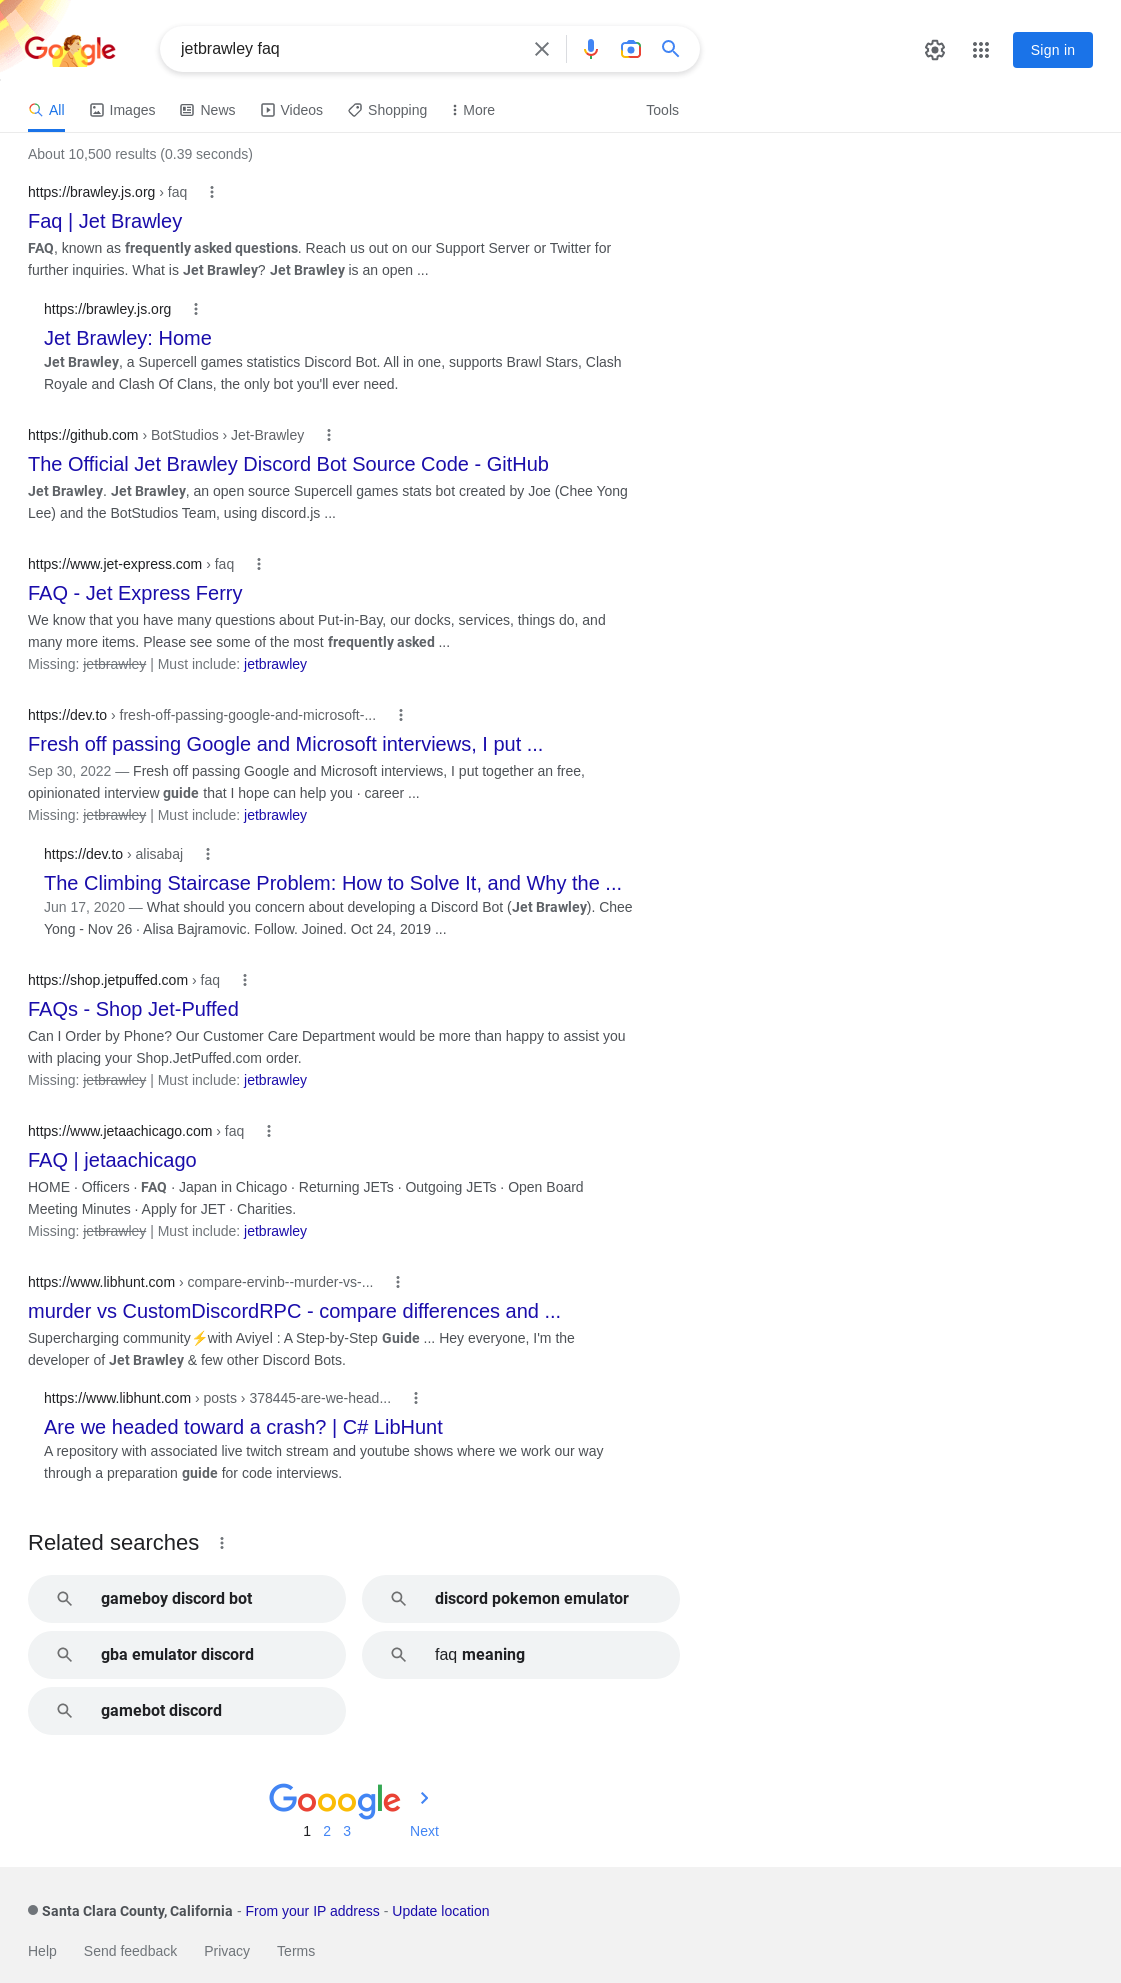 Google
jetbrawley faq
Sign in
All
Images
News
Videos
Shopping
More
Tools
About 10,500 results (0.39 seconds)
https://brawley.js.org › faq
Faq | Jet Brawley
FAQ, known as frequently asked questions. Reach us out on our Support Server or Twitter for
further inquiries. What is Jet Brawley? Jet Brawley is an open ...
https://brawley.js.org
Jet Brawley: Home
Jet Brawley, a Supercell games statistics Discord Bot. All in one, supports Brawl Stars, Clash
Royale and Clash Of Clans, the only bot you'll ever need.
https://github.com › BotStudios › Jet-Brawley
The Official Jet Brawley Discord Bot Source Code - GitHub
Jet Brawley. Jet Brawley, an open source Supercell games stats bot created by Joe (Chee Yong
Lee) and the BotStudios Team, using discord.js ...
https://www.jet-express.com › faq
FAQ - Jet Express Ferry
We know that you have many questions about Put-in-Bay, our docks, services, things do, and
many more items. Please see some of the most frequently asked ...
Missing: jetbrawley | Must include: jetbrawley
https://dev.to › fresh-off-passing-google-and-microsoft-...
Fresh off passing Google and Microsoft interviews, I put ...
Sep 30, 2022 — Fresh off passing Google and Microsoft interviews, I put together an free,
opinionated interview guide that I hope can help you · career ...
Missing: jetbrawley | Must include: jetbrawley
https://dev.to › alisabaj
The Climbing Staircase Problem: How to Solve It, and Why the ...
Jun 17, 2020 — What should you concern about developing a Discord Bot (Jet Brawley). Chee
Yong - Nov 26 · Alisa Bajramovic. Follow. Joined. Oct 24, 2019 ...
https://shop.jetpuffed.com › faq
FAQs - Shop Jet-Puffed
Can I Order by Phone? Our Customer Care Department would be more than happy to assist you
with placing your Shop.JetPuffed.com order.
Missing: jetbrawley | Must include: jetbrawley
https://www.jetaachicago.com › faq
FAQ | jetaachicago
HOME · Officers · FAQ · Japan in Chicago · Returning JETs · Outgoing JETs · Open Board
Meeting Minutes · Apply for JET · Charities.
Missing: jetbrawley | Must include: jetbrawley
https://www.libhunt.com › compare-ervinb--murder-vs-...
murder vs CustomDiscordRPC - compare differences and ...
Supercharging community⚡with Aviyel : A Step-by-Step Guide ... Hey everyone, I'm the
developer of Jet Brawley & few other Discord Bots.
https://www.libhunt.com › posts › 378445-are-we-head...
Are we headed toward a crash? | C# LibHunt
A repository with associated live twitch stream and youtube shows where we work our way
through a preparation guide for code interviews.
Related searches
gameboy discord bot
discord pokemon emulator
gba emulator discord
faq meaning
gamebot discord
Gooogle
1 2 3 Next
Santa Clara County, California - From your IP address - Update location
Help Send feedback Privacy Terms